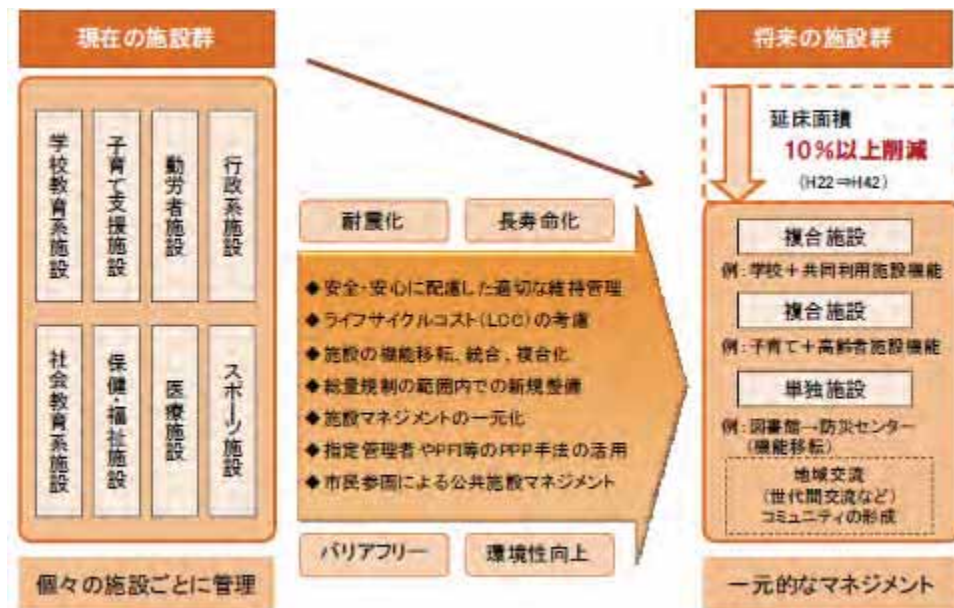 現在の施設群
学校教育系施設
子育て支援施設
勤労者施設
行政系施設
社会教育系施設
保健・福祉施設
医療施設
スポーツ施設
個々の施設ごとに管理
耐震化
長寿命化
◆安全・安心に配慮した適切な維持管理
◆ライフサイクルコスト(LCC)の考慮
◆施設の機能移転、統合、複合化
◆総量規制の範囲内での新規整備
◆施設マネジメントの一元化
◆指定管理者やPFI等のPPP手法の活用
◆市民参画による公共施設マネジメント
バリアフリー
環境性向上
将来の施設群
延床面積
10%以上削減
(H22⇒H42)
複合施設
例:学校+共同利用施設機能
複合施設
例:子育て+高齢者施設機能
単独施設
例:図書館→防災センター
(機能移転)
地域交流
(世代間交流など)
コミュニティの形成
一元的なマネジメント